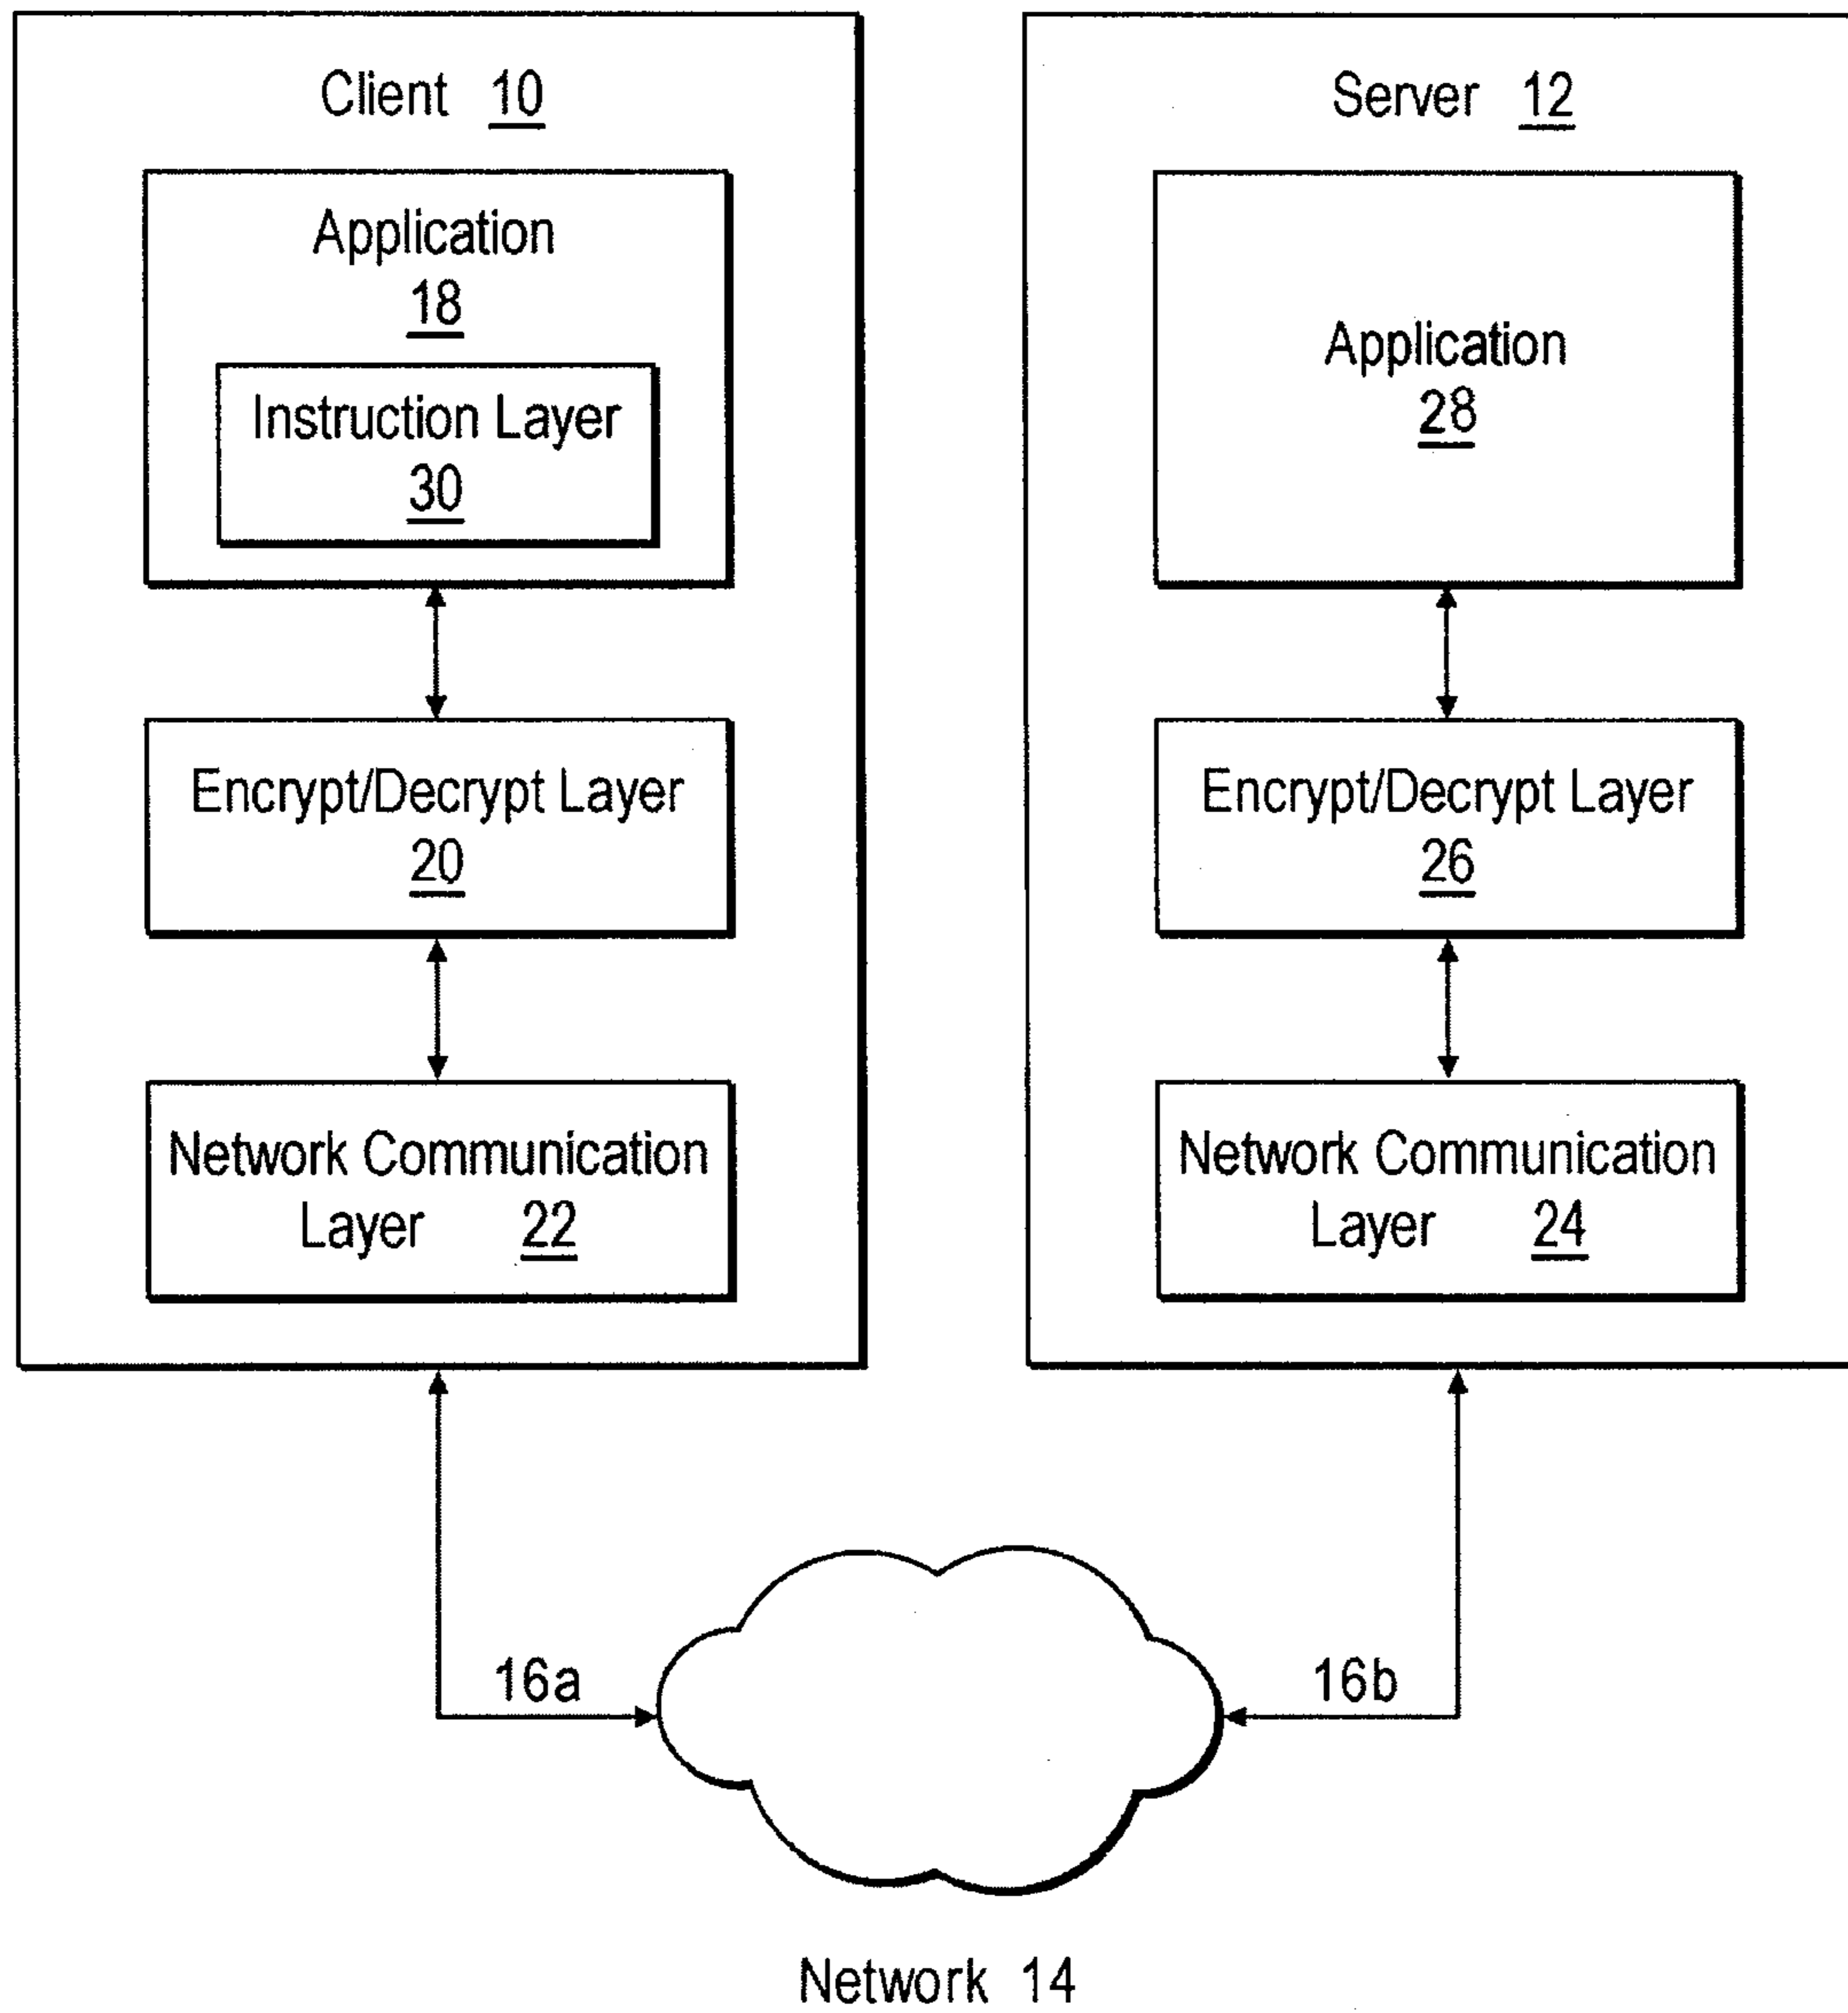 Client 10
Application
18
Instruction Layer
30
Encrypt/Decrypt Layer
20
Network Communication
Layer 22
Server 12
Application
28
Encrypt/Decrypt Layer
26
Network Communication
Layer 24
16a
16b
Network 14